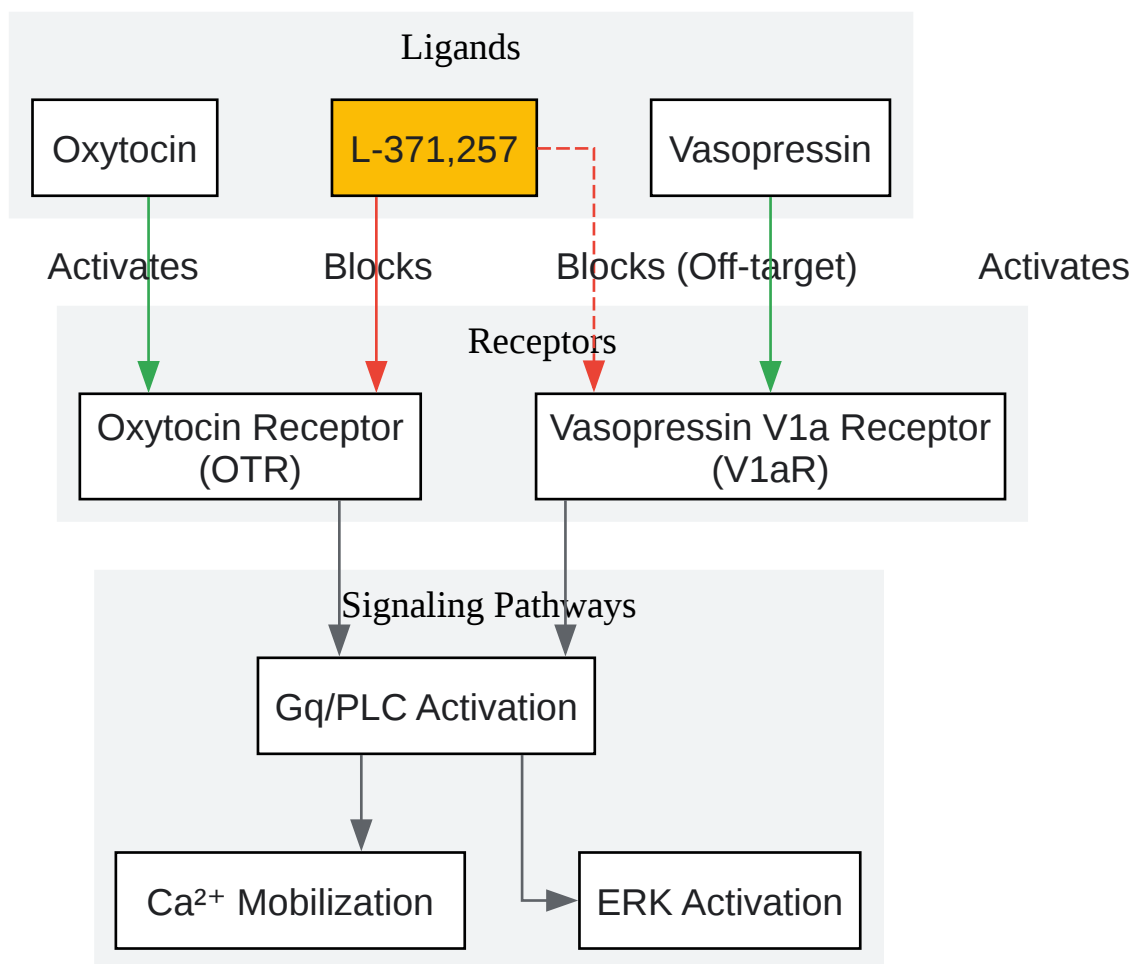 Ligands
Oxytocin
L-371,257
Vasopressin
Activates
Blocks
Blocks (Off-target)
Activates
Receptors
Oxytocin Receptor
(OTR)
Vasopressin V1a Receptor
(V1aR)
Signaling Pathways
Gq/PLC Activation
Ca²⁺ Mobilization
ERK Activation